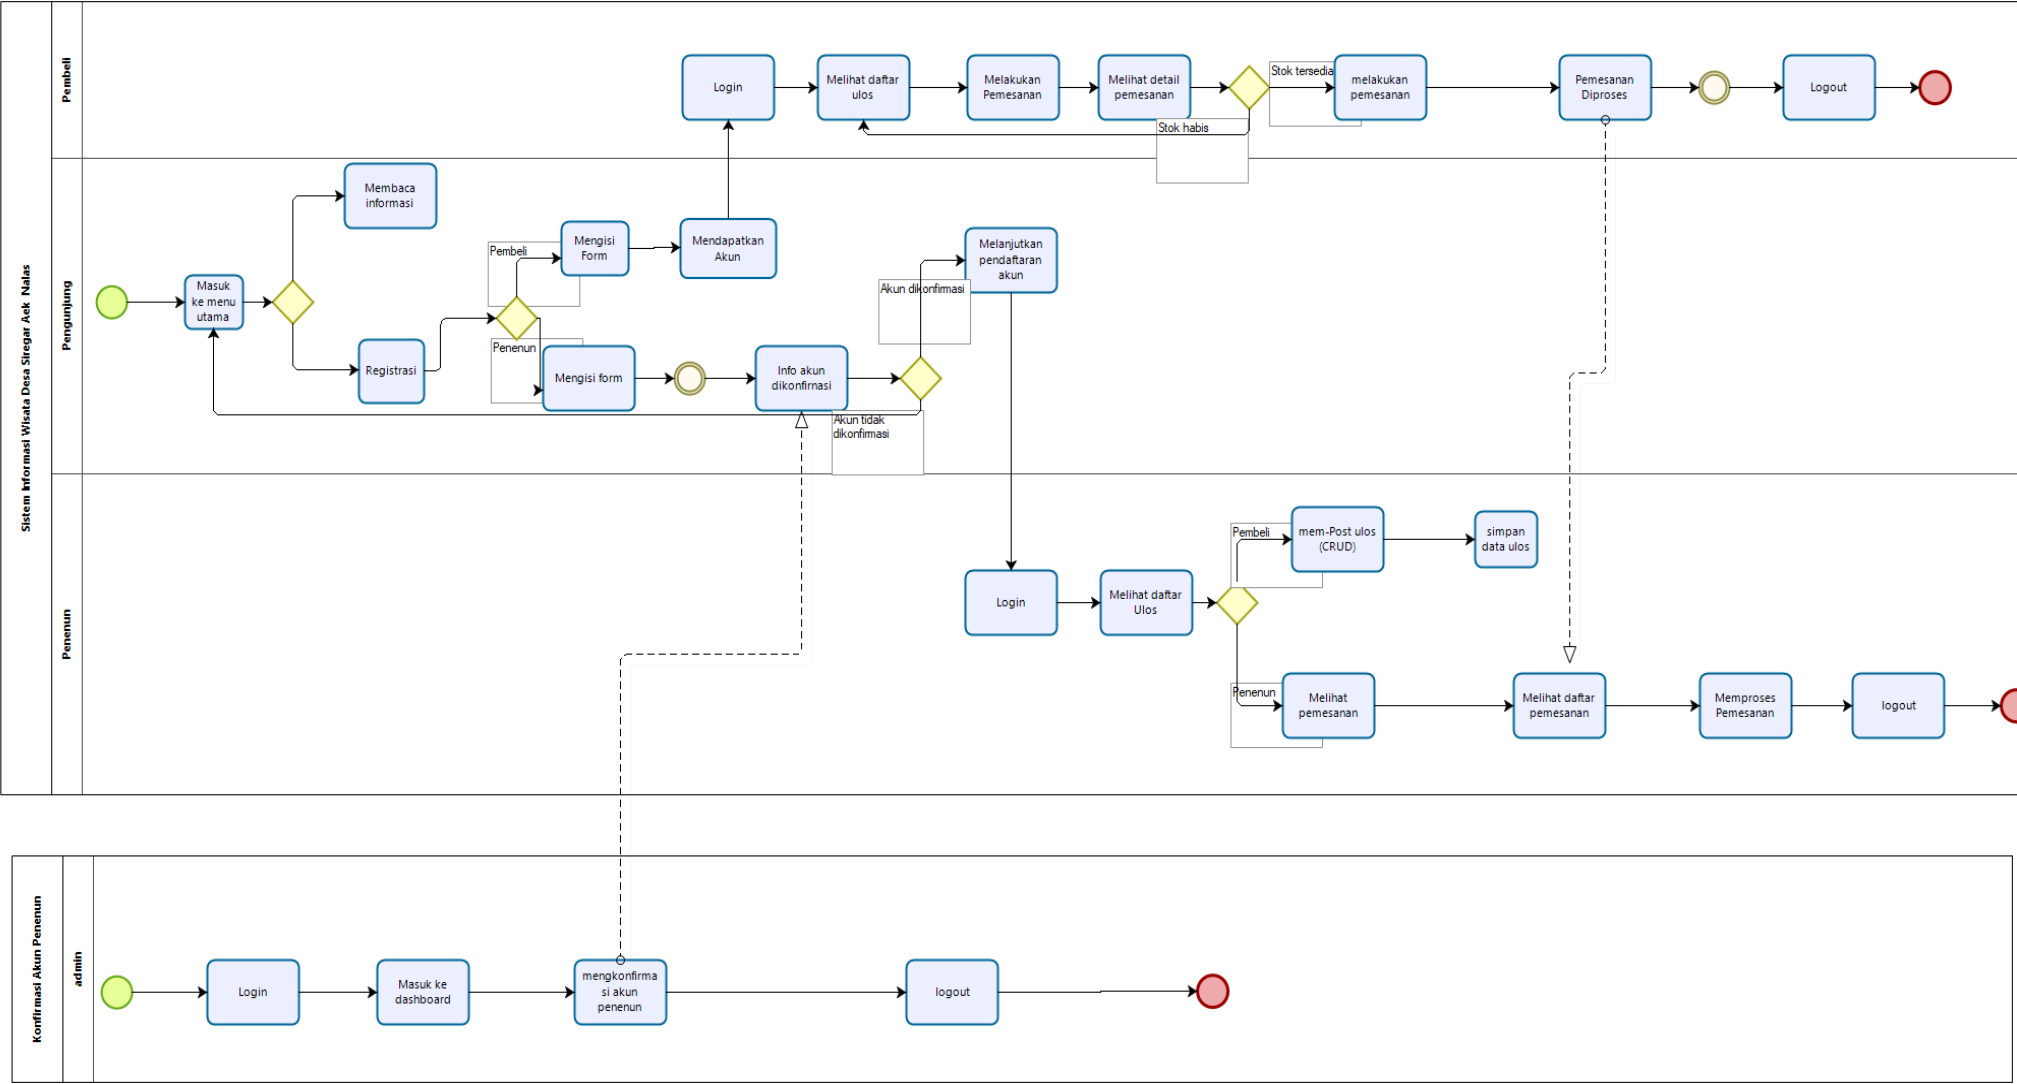 Sistem Informasi Wisata Desa Siregar Aek Nalas
Pembeli
Login
Melihat daftar
ulos
Melakukan
Pemesanan
Melihat detail
pemesanan
Stok tersedia
Stok habis
melakukan
pemesanan
Pemesanan
Diproses
Logout
Pengunjung
Masuk
ke menu
utama
Membaca
informasi
Registrasi
Pembeli
Mengisi
Form
Mendapatkan
Akun
Penenun
Mengisi form
Info akun
dikonfirnasi
Akun dikonfirmasi
Akun tidak
dikonfirmasi
Melanjutkan
pendaftaran
akun
Penenun
Login
Melihat daftar
Ulos
Pembeli
mem-Post ulos
(CRUD)
simpan
data ulos
Penenun
Melihat
pemesanan
Melihat daftar
pemesanan
Memproses
Pemesanan
logout
Konfirmasi Akun Penenun
admin
Login
Masuk ke
dashboard
mengkonfirma
si akun
penenun
logout